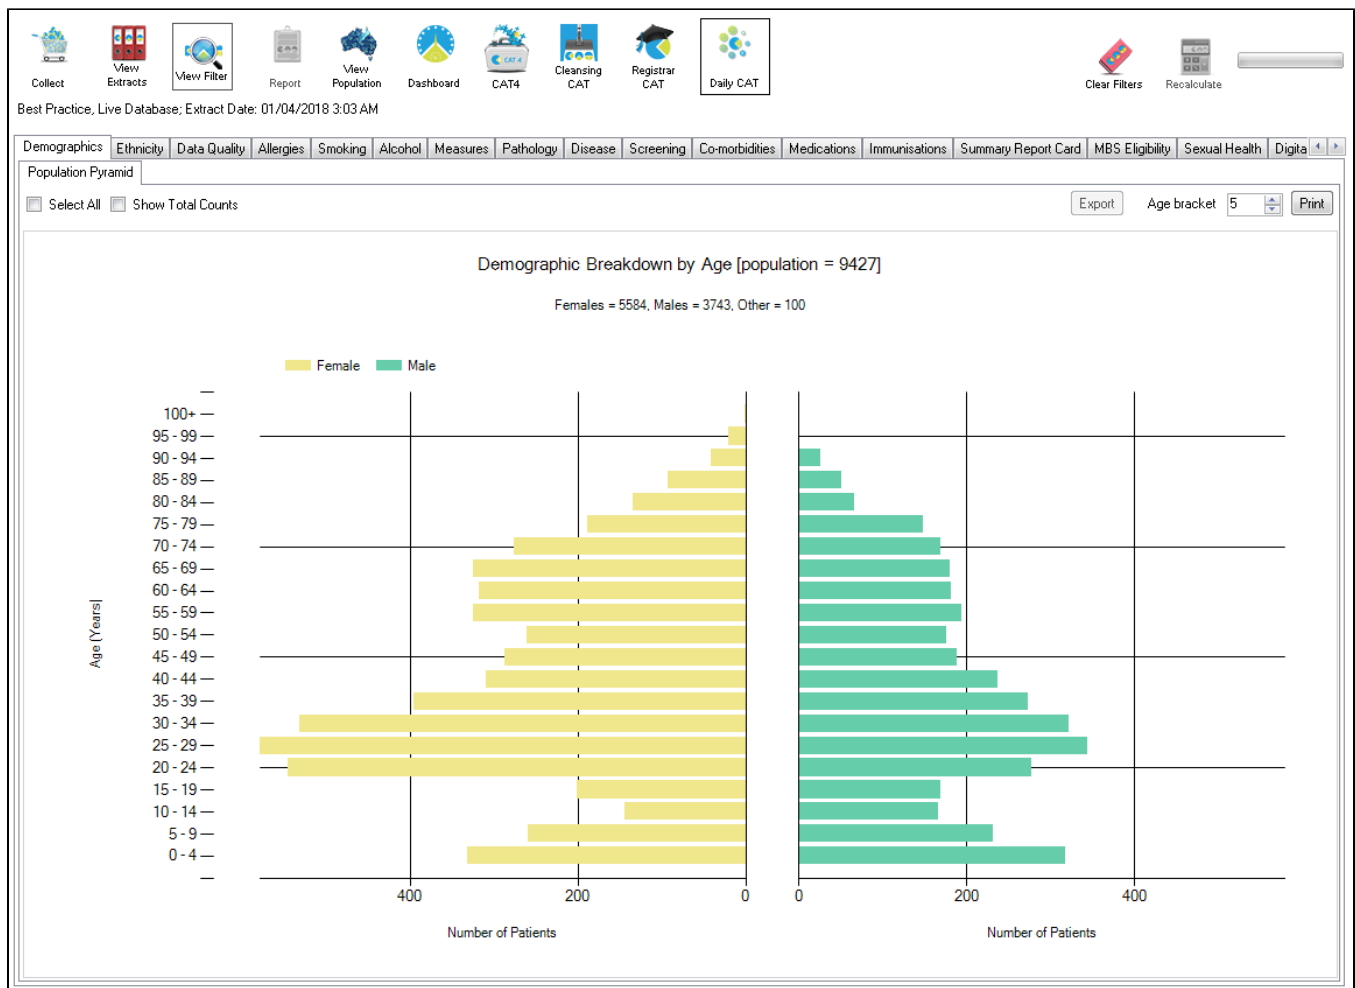 Collect
View Extracts
View Filter
Report
View Population
Dashboard
CAT4
CAT 4
Cleansing CAT
Registrar CAT
Daily CAT
Clear Filters
Recalculate
Best Practice, Live Database; Extract Date: 01/04/2018 3:03 AM
Demographics Ethnicity Data Quality Allergies Smoking Alcohol Measures Pathology Disease Screening Co-morbidities Medications Immunisations Summary Report Card MBS Eligibility Sexual Health Digita
Population Pyramid
Select All Show Total Counts Export Age bracket 5 Print
Demographic Breakdown by Age [population = 9427]
Females = 5584, Males = 3743, Other = 100
Female Male
100+
95 - 99
90 - 94
85 - 89
80 - 84
75 - 79
70 - 74
65 - 69
60 - 64
55 - 59
50 - 54
45 - 49
40 - 44
35 - 39
30 - 34
25 - 29
20 - 24
15 - 19
10 - 14
5 - 9
0 - 4
Age (Years)
400 200 0 0 200 400
Number of Patients Number of Patients